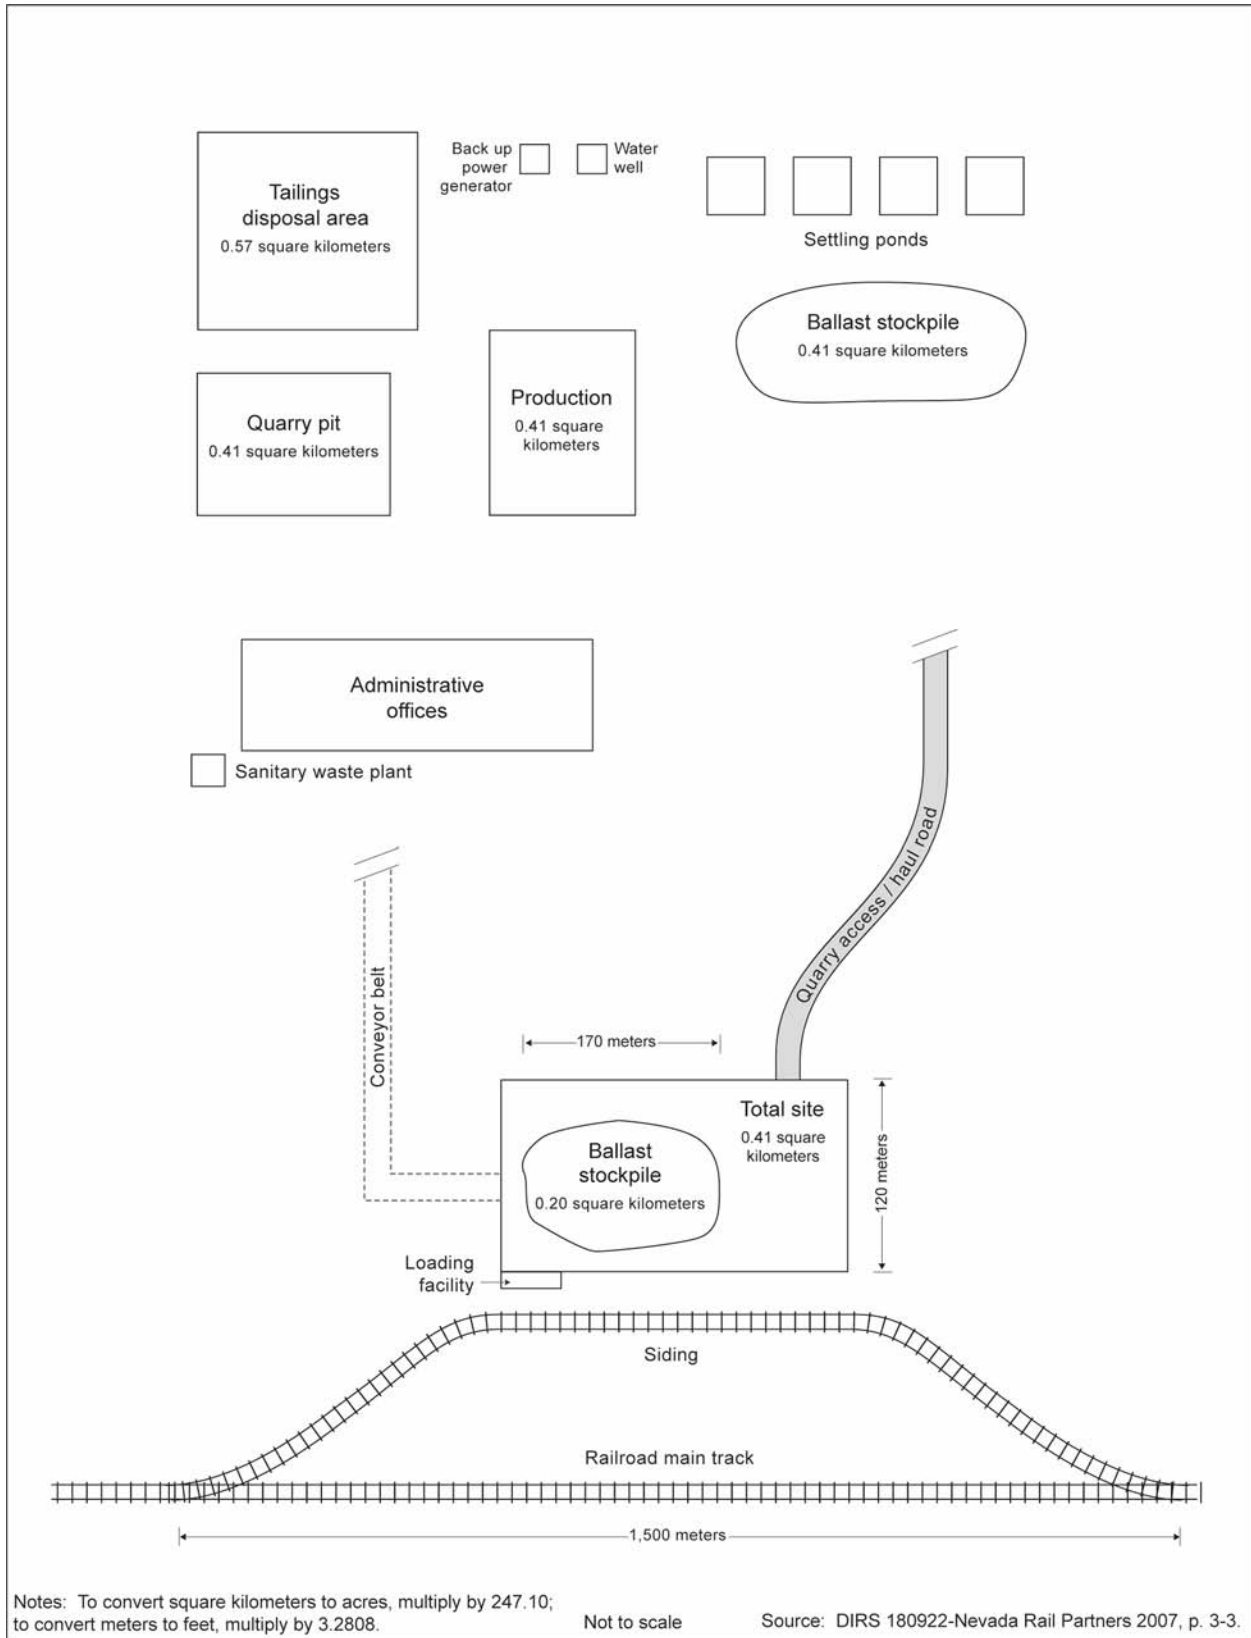 Tailings
disposal area
0.57 square kilometers
Back up
power
generator
Water
well
Settling ponds
Ballast stockpile
0.41 square kilometers
Quarry pit
0.41 square kilometers
Production
0.41 square
kilometers
Administrative
offices
Sanitary waste plant
Quarry access / haul road
Conveyor belt
170 meters
Total site
0.41 square
kilometers
120 meters
Ballast
stockpile
0.20 square kilometers
Loading
facility
Siding
Railroad main track
1,500 meters
Notes: To convert square kilometers to acres, multiply by 247.10;
to convert meters to feet, multiply by 3.2808.
Not to scale
Source: DIRS 180922-Nevada Rail Partners 2007, p. 3-3.